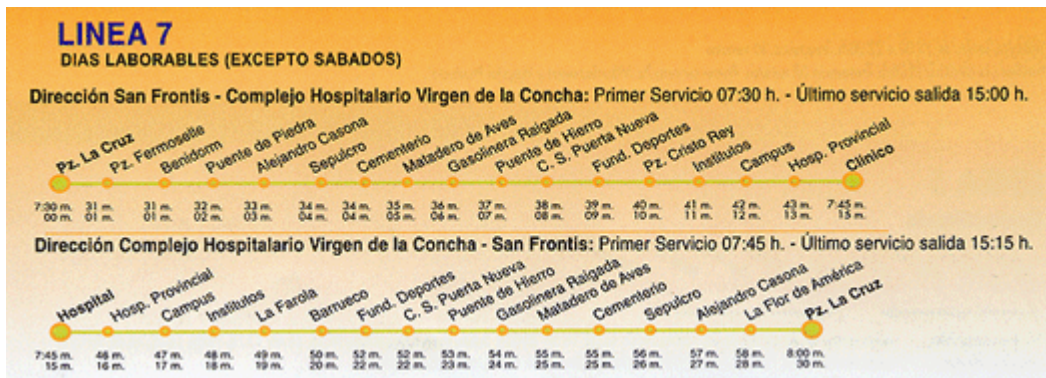 LINEA 7
DIAS LABORABLES (EXCEPTO SABADOS)
Dirección San Frontis - Complejo Hospitalario Virgen de la Concha: Primer Servicio 07:30 h. - Último servicio salida 15:00 h.
Pz. La Cruz Pz. Fermoselle Benidorm Puente de Piedra Alejandro Casona Sepulcro Cementerio Matadero de Aves Gasolinera Raigada Puente de Hierro C. S. Puerta Nueva Fund. Deportes Pz. Cristo Rey Institutos Campus Hosp. Provincial Clínico
7:30 m. 31 m. 31 m. 32 m. 33 m. 34 m. 34 m. 35 m. 36 m. 37 m. 38 m. 39 m. 40 m. 41 m. 42 m. 43 m. 7:45 m.
00 m. 01 m. 01 m. 02 m. 03 m. 04 m. 04 m. 05 m. 06 m. 07 m. 08 m. 09 m. 10 m. 11 m. 12 m. 13 m. 15 m.
Dirección Complejo Hospitalario Virgen de la Concha - San Frontis: Primer Servicio 07:45 h. - Último servicio salida 15:15 h.
Hospital Hosp. Provincial Campus Institutos La Farola Barrueco Fund. Deportes C. S. Puerta Nueva Puente de Hierro Gasolinera Raigada Matadero de Aves Cementerio Sepulcro Alejandro Casona La Flor de América Pz. La Cruz
7:45 m. 46 m. 47 m. 48 m. 49 m. 50 m. 52 m. 52 m. 53 m. 54 m. 55 m. 55 m. 56 m. 57 m. 58 m. 8:00 m.
15 m. 16 m. 17 m. 18 m. 19 m. 20 m. 22 m. 22 m. 23 m. 24 m. 25 m. 25 m. 26 m. 27 m. 28 m. 30 m.